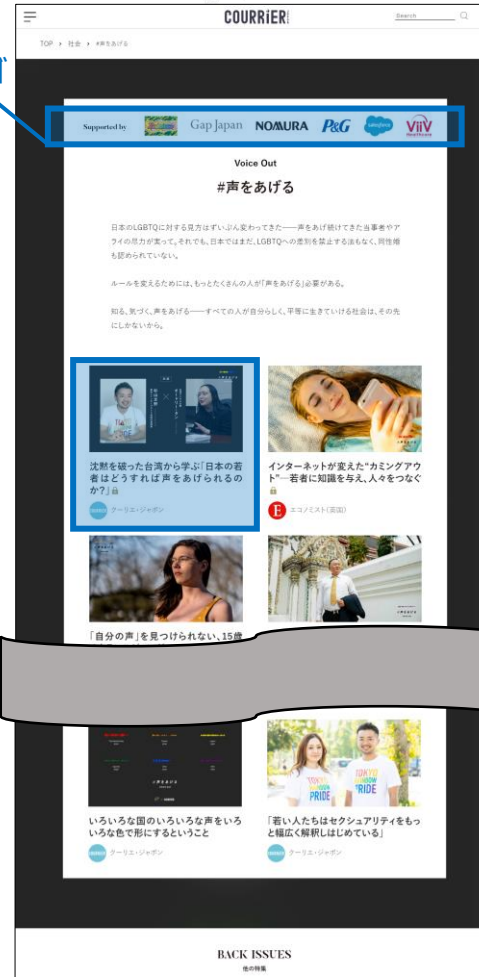 COURRiER
Search
TOP > 社会 > #声をあげる
Supported by
Gap Japan
NOMURA
P&G
salesforce
ViiV
Healthcare
Voice Out
#声をあげる
日本のLGBTQに対する見方はずいぶん変わってきた——声をあげ続けてきた当事者やア
ライの尽力が実って。それでも、日本ではまだ、LGBTQへの差別を禁止する法もなく、同性婚
も認められていない。
ルールを変えるためには、もっとたくさんの人が「声をあげる」必要がある。
知る、気づく、声をあげる——すべての人が自分らしく、平等に生きていける社会は、その先
にしかないから。
沈黙を破った台湾から学ぶ「日本の若
者はどうすれば声をあげられるの
か?」
クーリエ・ジャポン
インターネットが変えた“カミングアウ
ト”—若者に知識を与え、人々をつなぐ
E
エコノミスト(英国)
「自分の声」を見つけられない、15歳
#声をあげる
TOKYO
RAINBOW
PRIDE
TOKYO
RAINBOW
PRIDE
いろいろな国のいろいろな声をいろ
いろな色で形にするということ
クーリエ・ジャポン
「若い人たちはセクシュアリティをもっ
と幅広く解釈しはじめている」
クーリエ・ジャポン
BACK ISSUES
他の特集